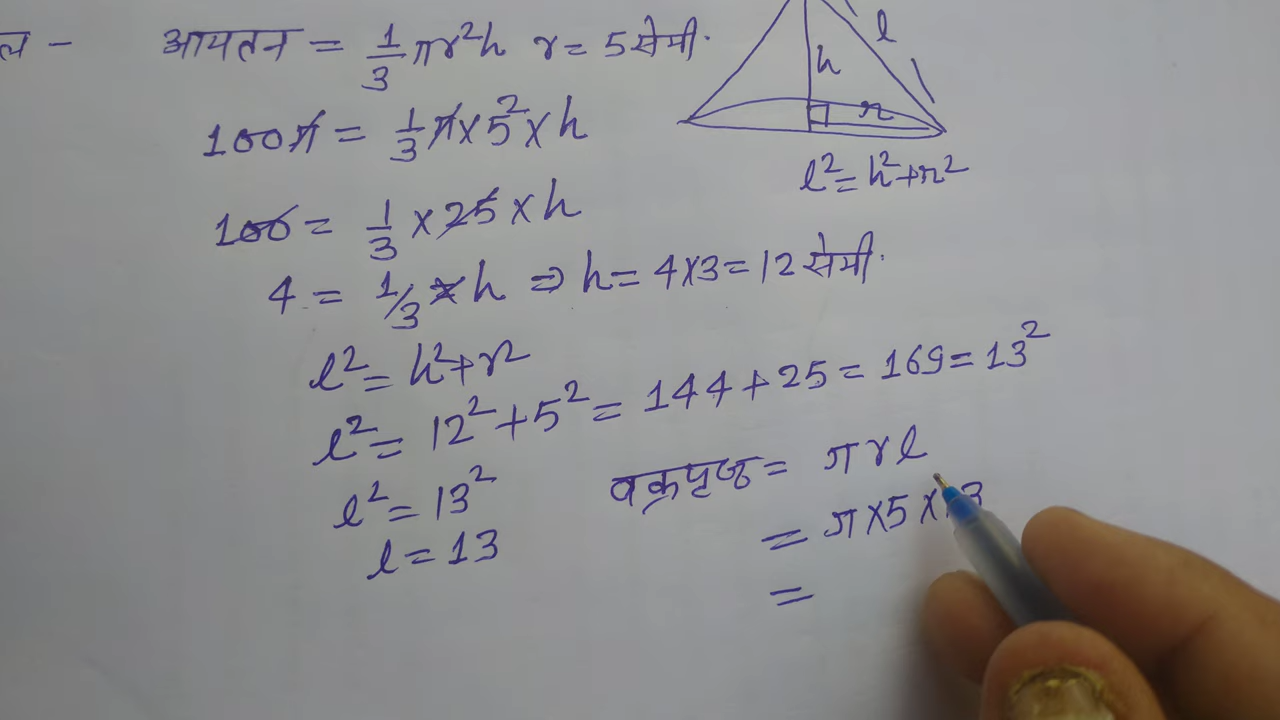 ल - आयतन = 1/3 πr²h r = 5 सेमी.
100π = 1/3 π × 5² × h
100 = 1/3 × 25 × h
4 = 1/3 × h ⇒ h = 4×3 = 12 सेमी.
l² = h² + r²
l² = 12² + 5² = 144 + 25 = 169 = 13²
l² = 13²
l = 13
वक्रपृष्ठ = πrl
= π × 5 × 3
=
l
h
r
l² = h² + r²